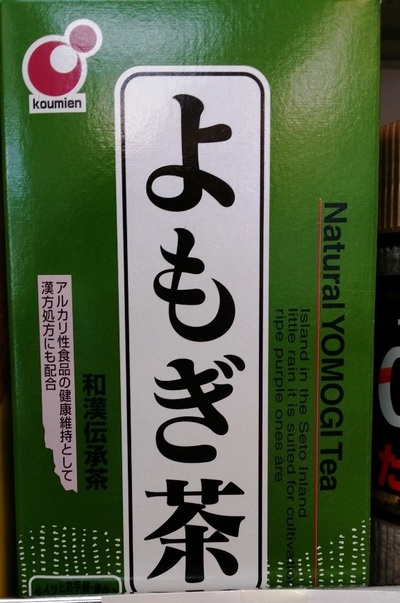 koumien
よもぎ茶
Natural YOMOGI Tea
Island in the Seto Inland
little rain it is suited for cultivation
ripe purple ones are
和漢伝承茶
アルカリ性食品の健康維持として
漢方処方にも配合